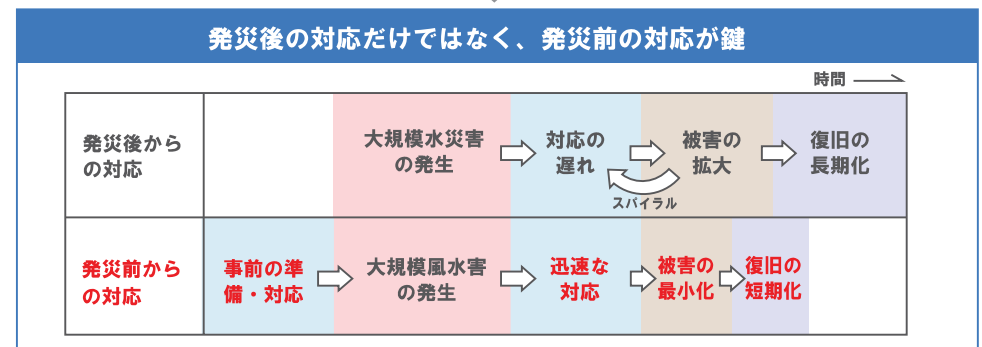 発災後の対応だけではなく、発災前の対応が鍵
時間
発災後から
の対応
大規模水災害
の発生
対応の
遅れ
被害の
拡大
復旧の
長期化
スパイラル
発災前から
の対応
事前の準
備・対応
大規模風水害
の発生
迅速な
対応
被害の
最小化
復旧の
短期化